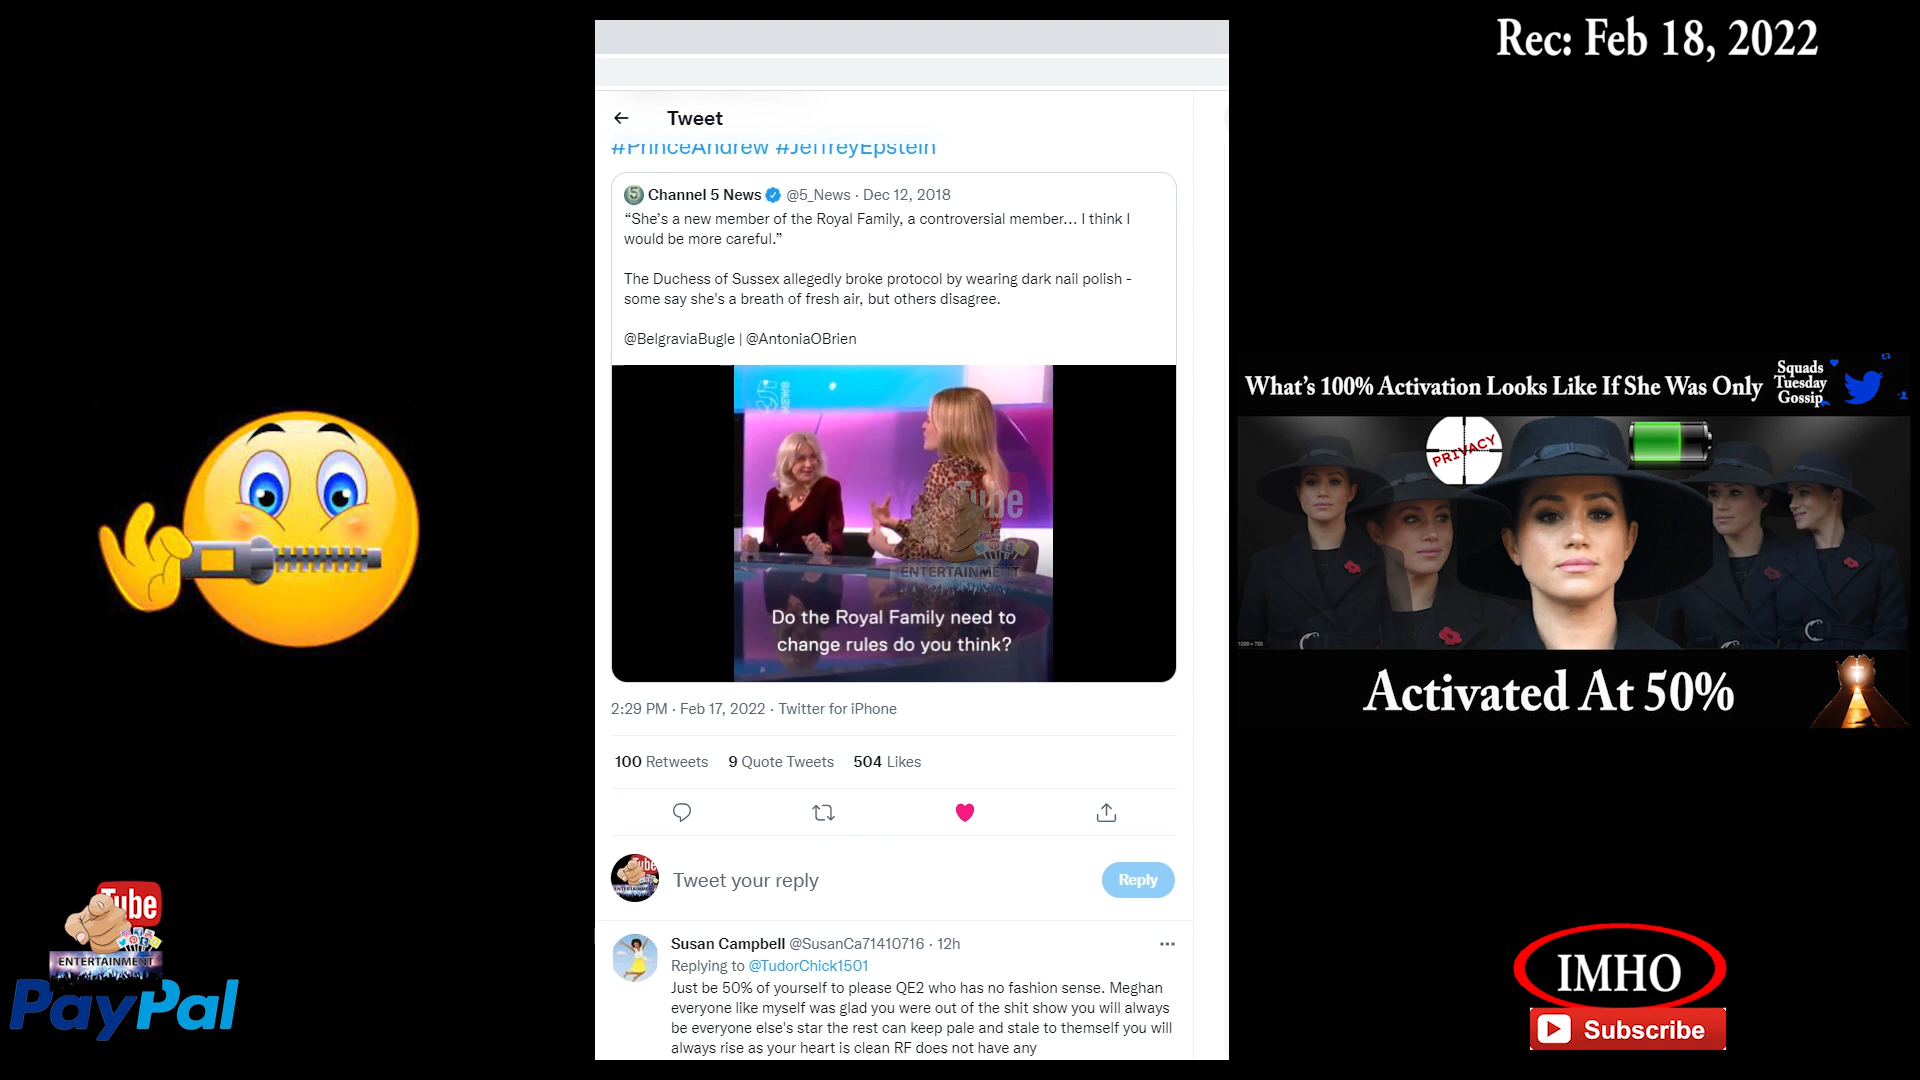 Rec: Feb 18, 2022
Tweet
#PrinceAndrew #JeffreyEpstein
5 Channel 5 News @5_News · Dec 12, 2018
“She’s a new member of the Royal Family, a controversial member… I think I
would be more careful.”
The Duchess of Sussex allegedly broke protocol by wearing dark nail polish -
some say she's a breath of fresh air, but others disagree.
@BelgraviaBugle | @AntoniaOBrien
5 NEWS
Tube
ENTERTAINMENT
Do the Royal Family need to
change rules do you think?
2:29 PM · Feb 17, 2022 · Twitter for iPhone
100 Retweets 9 Quote Tweets 504 Likes
Tube
ENTERTAINMENT
Tweet your reply
Reply
Susan Campbell @SusanCa71410716 · 12h
Replying to @TudorChick1501
Just be 50% of yourself to please QE2 who has no fashion sense. Meghan
everyone like myself was glad you were out of the shit show you will always
be everyone else's star the rest can keep pale and stale to themself you will
always rise as your heart is clean RF does not have any
What’s 100% Activation Looks Like If She Was Only
Squads
Tuesday
Gossip
PRIVACY
1300 × 720
Activated At 50%
Tube
ENTERTAINMENT
PayPal
IMHO
Subscribe